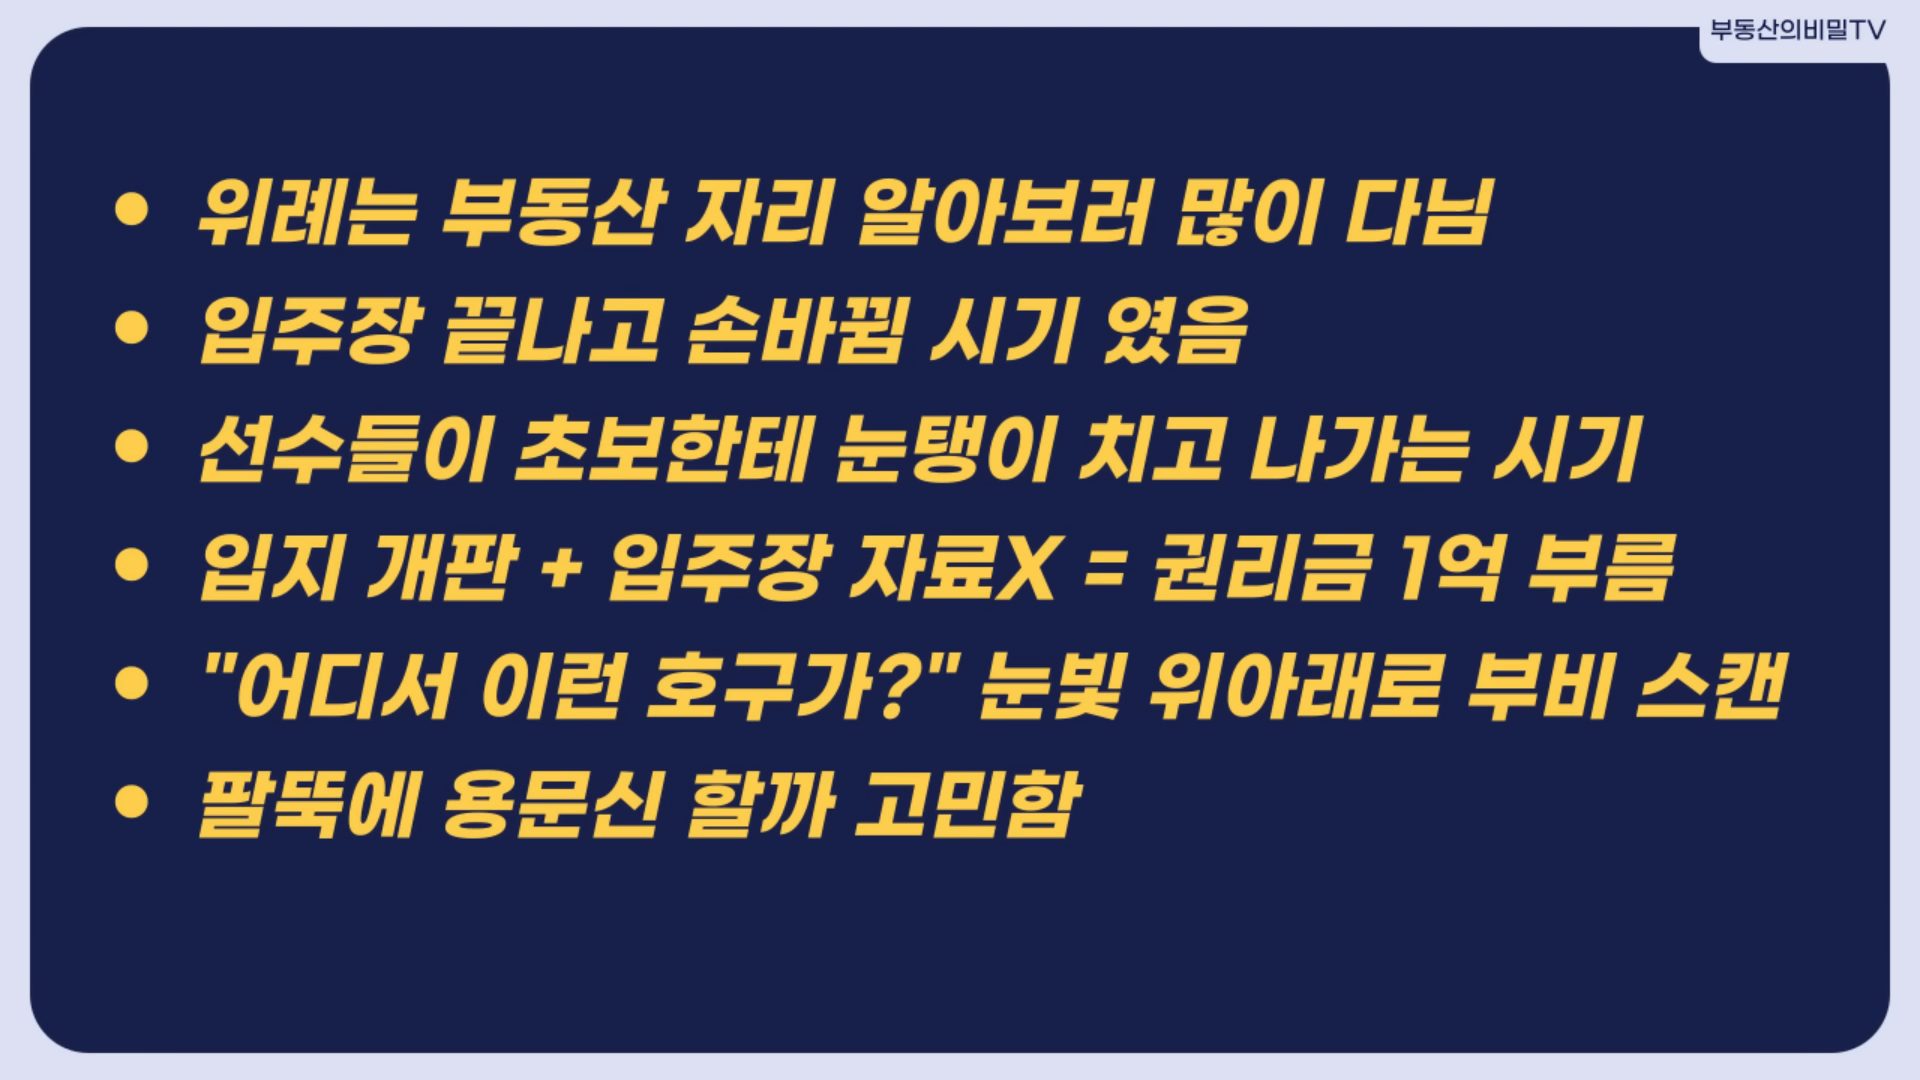 부동산의비밀TV
● 위례는 부동산 자리 알아보러 많이 다님
● 입주장 끝나고 손바뀜 시기 였음
● 선수들이 초보한테 눈탱이 치고 나가는 시기
● 입지 개판 + 입주장 자료X = 권리금 1억 부름
● "어디서 이런 호구가?" 눈빛 위아래로 부비 스캔
● 팔뚝에 용문신 할까 고민함